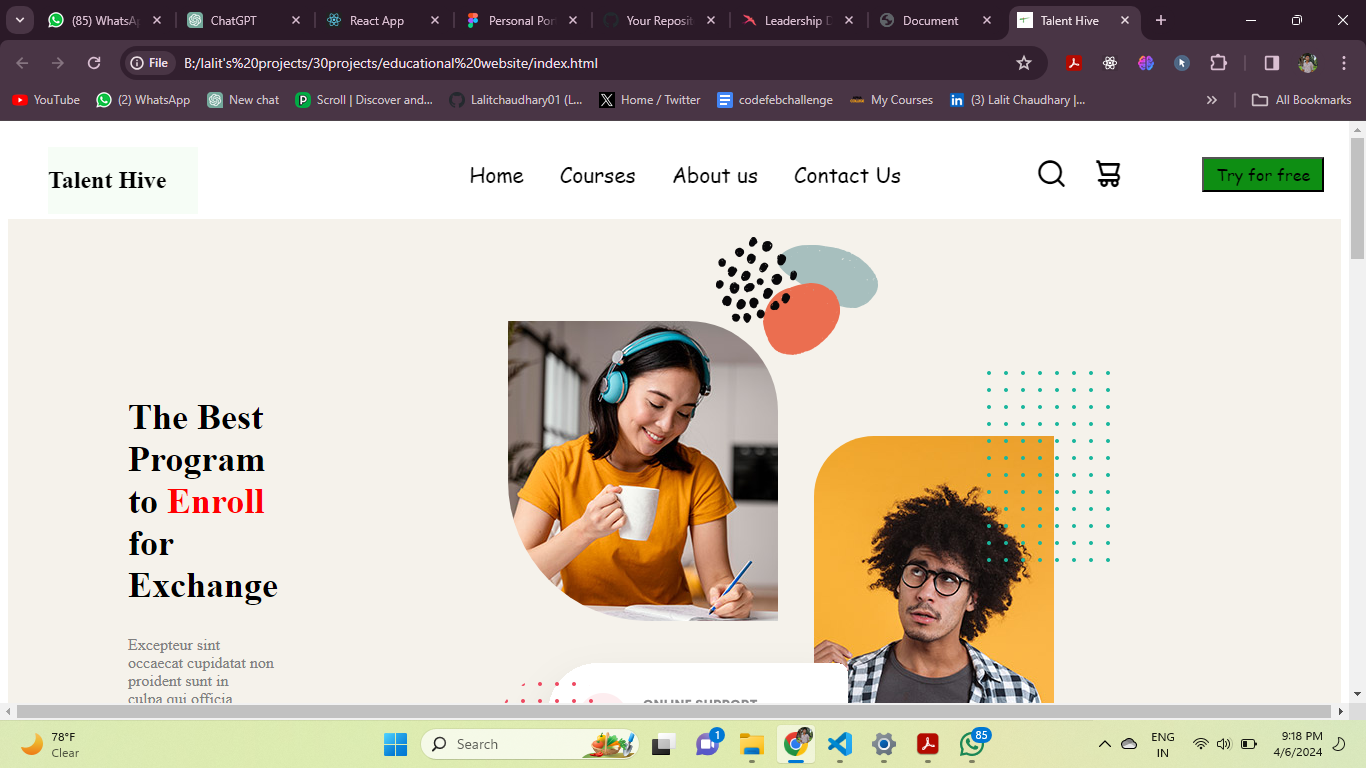 (85) WhatsA
ChatGPT
React App
Personal Por
Your Reposit
Leadership D
Document
Talent Hive
File
B:/lalit's%20projects/30projects/educational%20website/index.html
YouTube
(2) WhatsApp
New chat
Scroll | Discover and...
Lalitchaudhary01 (L...
Home / Twitter
codefebchallenge
My Courses
(3) Lalit Chaudhary |...
All Bookmarks
Talent Hive
Home
Courses
About us
Contact Us
Try for free
The Best
Program
to Enroll
for
Exchange
Excepteur sint
occaecat cupidatat non
proident sunt in
culpa qui officia
ONLINE SUPPORT
78°F
Clear
Search
1
85
ENG
IN
9:18 PM
4/6/2024